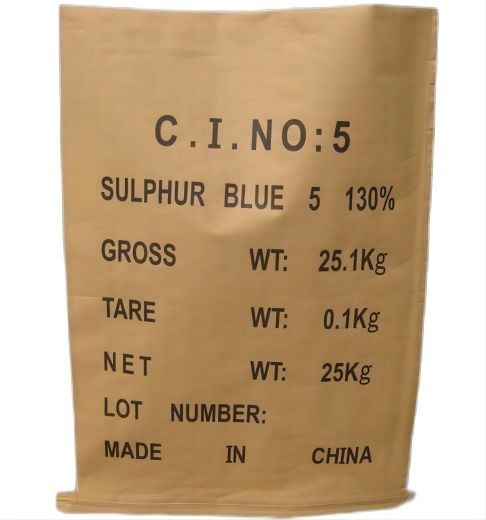 C.I.NO:5
SULPHUR BLUE 5 130%
GROSS WT: 25.1Kg
TARE WT: 0.1Kg
NET WT: 25Kg
LOT NUMBER:
MADE IN CHINA